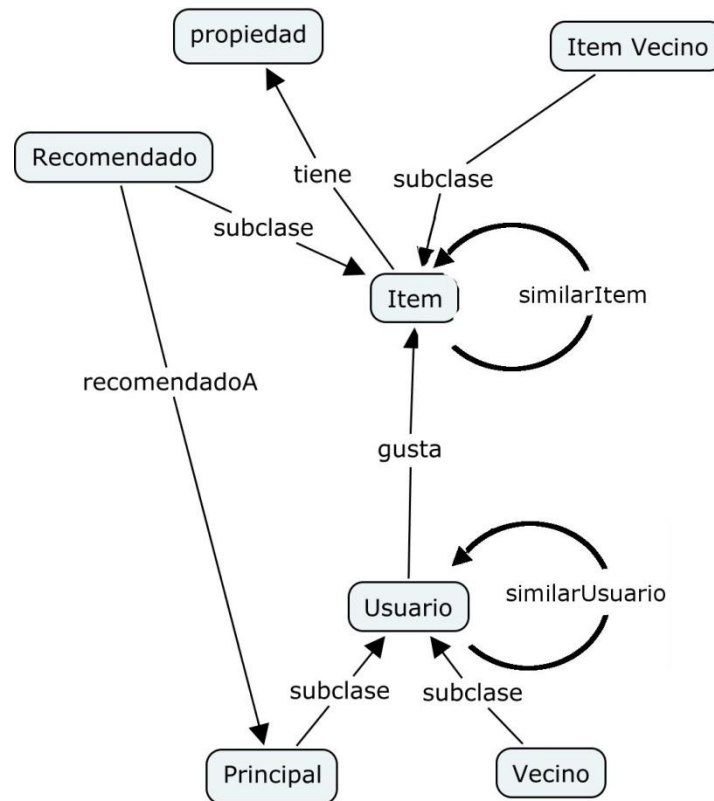 propiedad
Item Vecino
Recomendado
tiene
subclase
subclase
Item
similarItem
recomendadoA
gusta
Usuario
similarUsuario
subclase
subclase
Principal
Vecino